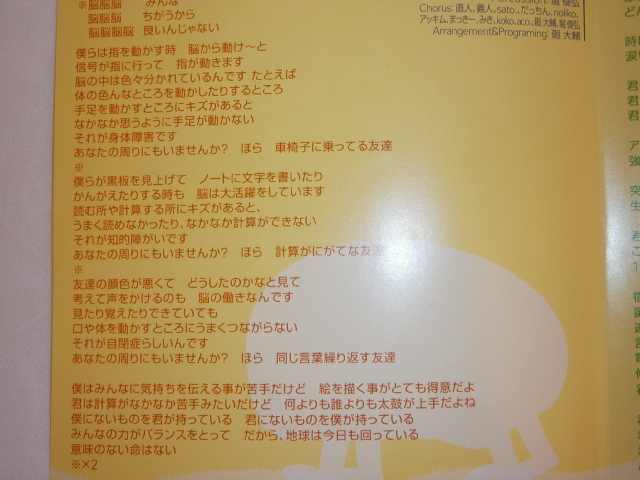 ※脳脳脳 みんな
脳脳脳 ちがうから
脳脳脳脳 良いんじゃない
Chorus: 直人、義人、sato.、だっちん、noliko、
アッキム、まっきー、みき、koko、aco、廻 大輔、堀 俊弘
Arrangement&Programing: 廻 大輔
僕らは指を動かす時 脳から動け〜と
信号が指に行って 指が動きます
脳の中は色々分かれているんです たとえば
体の色んなところを動かしたりするところ
手足を動かすところにキズがあると
なかなか思うように手足が動かない
それが身体障害です
あなたの周りにもいませんか? ほら 車椅子に乗ってる友達
※
僕らが黒板を見上げて ノートに文字を書いたり
かんがえたりする時も 脳は大活躍をしています
読む所や計算する所にキズがあると、
うまく読めなかったり、なかなか計算ができない
それが知的障がいです
あなたの周りにもいませんか? ほら 計算がにがてな友達
※
友達の顔色が悪くて どうしたのかなと見て
考えて声をかけるのも 脳の働きなんです
見たり覚えたりできていても
口や体を動かすところにうまくつながらない
それが自閉症らしいんです
あなたの周りにもいませんか? ほら 同じ言葉繰り返す友達
僕はみんなに気持ちを伝える事が苦手だけど 絵を描く事がとても得意だよ
君は計算がなかなか苦手みたいだけど 何よりも誰よりも太鼓が上手だよね
僕にないものを君が持っている 君にないものを僕が持っている
みんなの力がバランスをとって だから、地球は今日も回っている
意味のない命はない
※×2